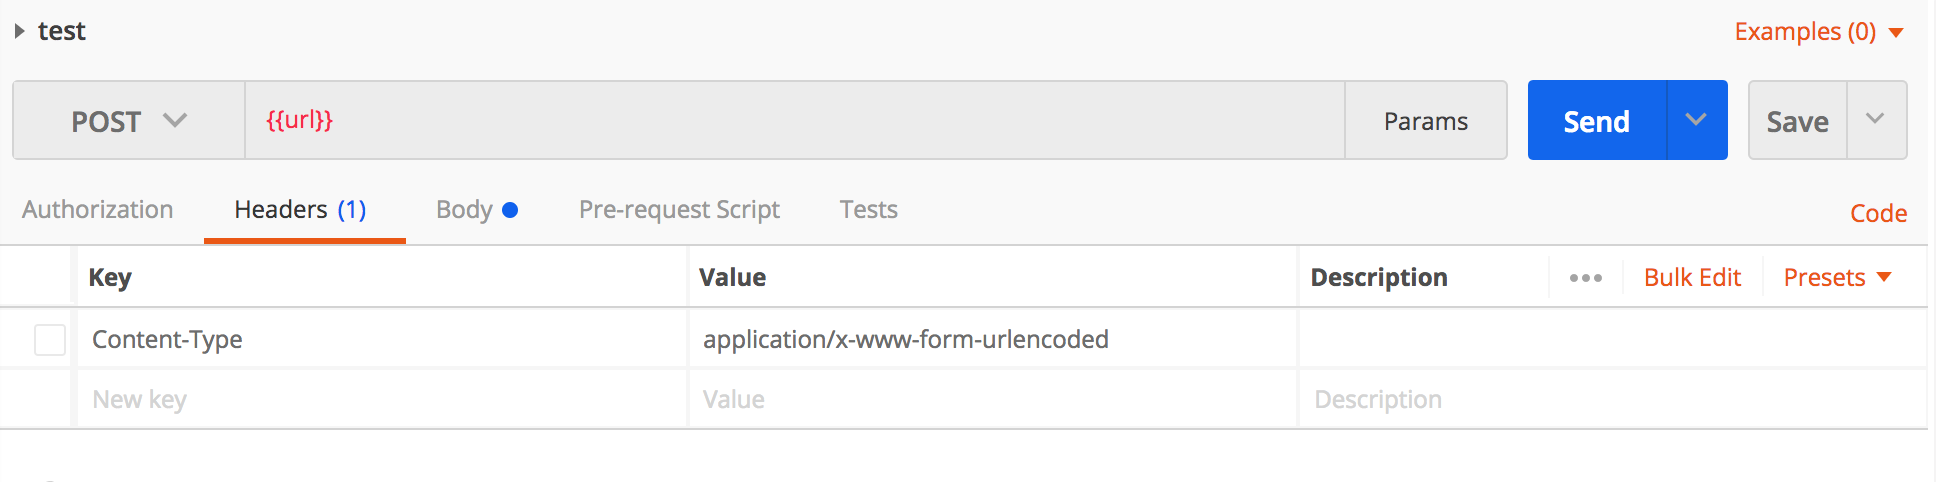 test
Examples (0)
POST
{{url}}
Params
Send
Save
Authorization
Headers (1)
Body
Pre-request Script
Tests
Code
Key
Value
Description
Bulk Edit
Presets
Content-Type
application/x-www-form-urlencoded
New key
Value
Description